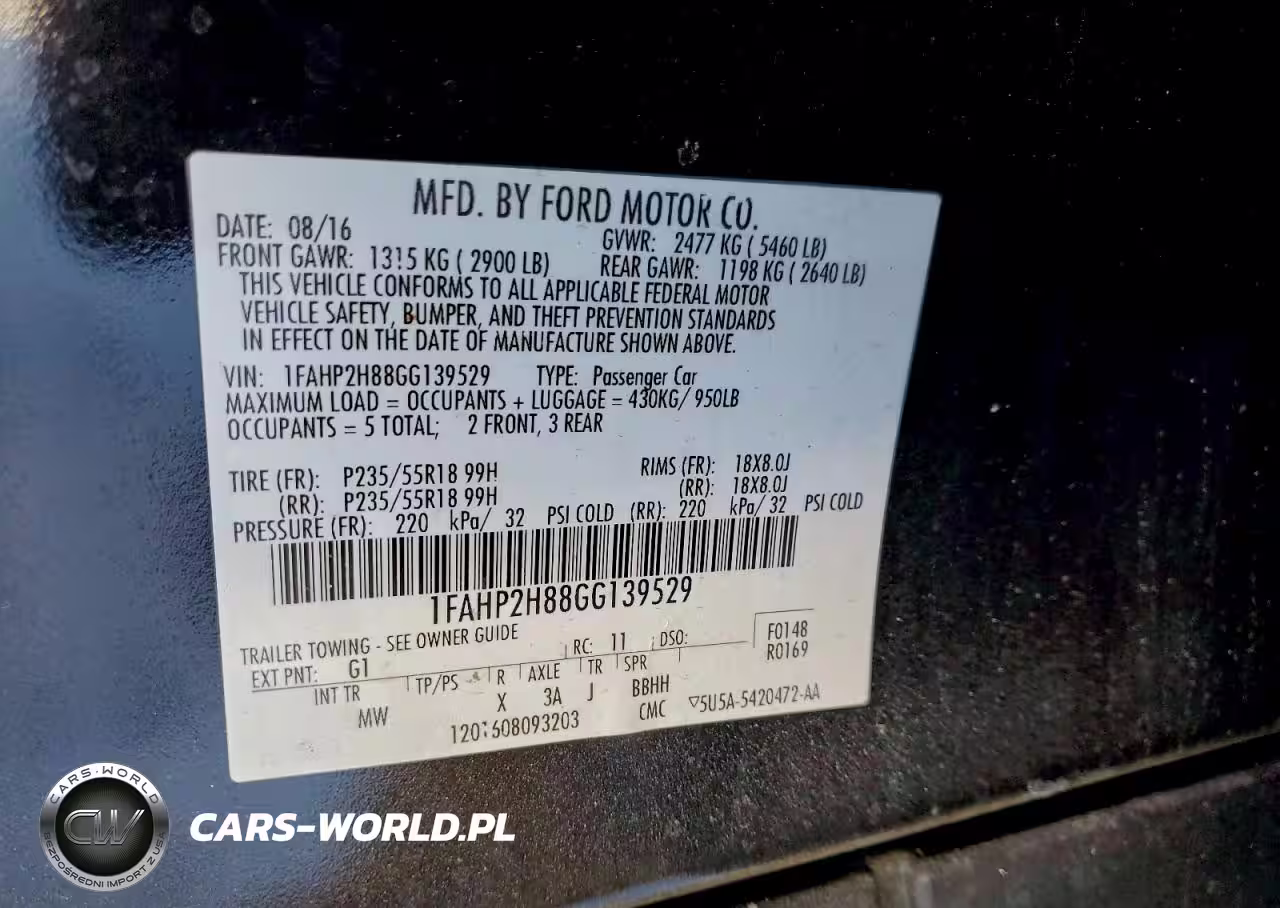 MFD. BY FORD MOTOR CO.
DATE: 08/16 GVWR: 2477 KG ( 5460 LB)
FRONT GAWR: 1315 KG ( 2900 LB) REAR GAWR: 1198 KG ( 2640 LB)
THIS VEHICLE CONFORMS TO ALL APPLICABLE FEDERAL MOTOR
VEHICLE SAFETY, BUMPER, AND THEFT PREVENTION STANDARDS
IN EFFECT ON THE DATE OF MANUFACTURE SHOWN ABOVE.
VIN: 1FAHP2H88GG139529 TYPE: Passenger Car
MAXIMUM LOAD = OCCUPANTS + LUGGAGE = 430KG/ 950LB
OCCUPANTS = 5 TOTAL; 2 FRONT, 3 REAR
TIRE (FR): P235/55R18 99H RIMS (FR): 18X8.0J
(RR): P235/55R18 99H (RR): 18X8.0J
PRESSURE (FR): 220 kPa/ 32 PSI COLD (RR): 220 kPa/ 32 PSI COLD
1FAHP2H88GG139529
TRAILER TOWING - SEE OWNER GUIDE RC: 11 DSO: F0148
EXT PNT: G1 R0169
INT TR TP/PS R AXLE TR SPR
MW X 3A J BBHH
1201608093203 CMC ▽5U5A-5420472-AA
CARS-WORLD
CW
BEZPOŚREDNI IMPORT Z USA
CARS-WORLD.PL